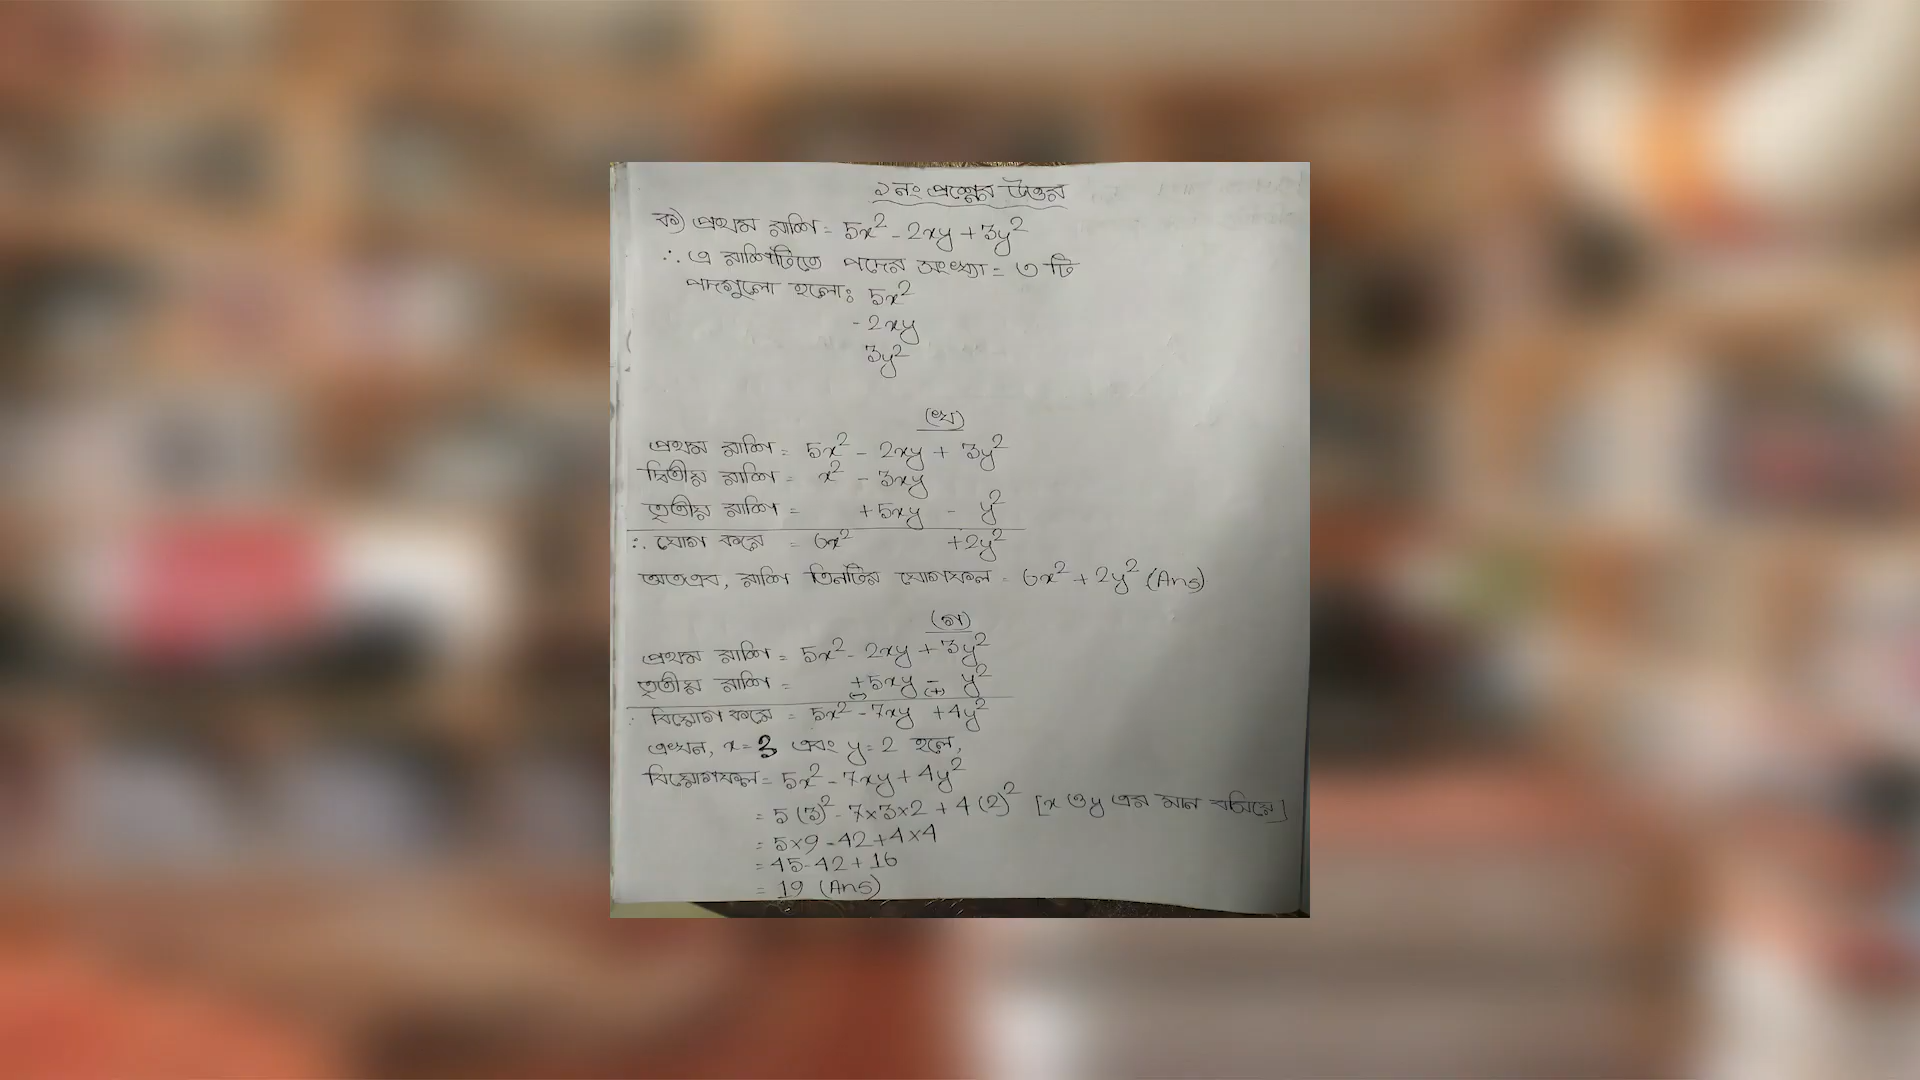 ১ নং প্রশ্নের উত্তর
ক) প্রথম রাশি = 5x² - 2xy + 3y²
∴ এ রাশিটিতে পদের সংখ্যা = ৩ টি
পদগুলো হলোঃ 5x²
- 2xy
3y²
(খ)
প্রথম রাশি = 5x² - 2xy + 3y²
দ্বিতীয় রাশি = x² - 3xy
তৃতীয় রাশি = +5xy - y²
∴ যোগ করে = 6x² +2y²
অতএব, রাশি তিনটির যোগফল = 6x² + 2y² (Ans)
(গ)
প্রথম রাশি = 5x² - 2xy + 3y²
তৃতীয় রাশি = +5xy - y²
(-) (+)
∴ বিয়োগ করে = 5x² - 7xy + 4y²
এখন, x = 3 এবং y = 2 হলে,
বিয়োগফল = 5x² - 7xy + 4y²
= 5 (3)² - 7×3×2 + 4 (2)² [x ও y এর মান বসিয়ে]
= 5×9 - 42 + 4×4
= 45 - 42 + 16
= 19 (Ans)